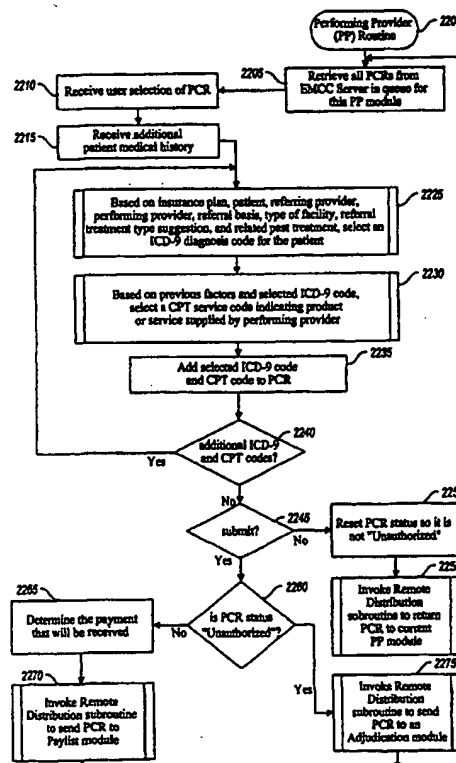 Performing Provider
(PP) Routine
220
2205
Retrieve all PCRs from
EMCC Server is queue for
this PP module
2210
Receive user selection of PCR
2215
Receive additional
patient medical history
2225
Based on insurance plan, patient, referring provider,
performing provider, referral basis, type of facility, referral
treatment type suggestion, and related past treatment, select an
ICD-9 diagnosis code for the patient
2230
Based on previous factors and selected ICD-9 code,
select a CPT service code indicating product
or service supplied by performing provider
2235
Add selected ICD-9 code
and CPT code to PCR
2240
additional ICD-9
and CPT codes?
Yes
No
2245
submit?
No
Yes
225
Reset PCR status so it is
not "Unauthorized"
225
Invoke Remote
Distribution
subroutine to return
PCR to current
PP module
2260
is PCR status
"Unauthorized"?
No
Yes
2265
Determine the payment
that will be received
2270
Invoke Remote
Distribution subroutine
to send PCR to
Paylist module
2275
Invoke Remote
Distribution
subroutine to send
PCR to an
Adjudication module